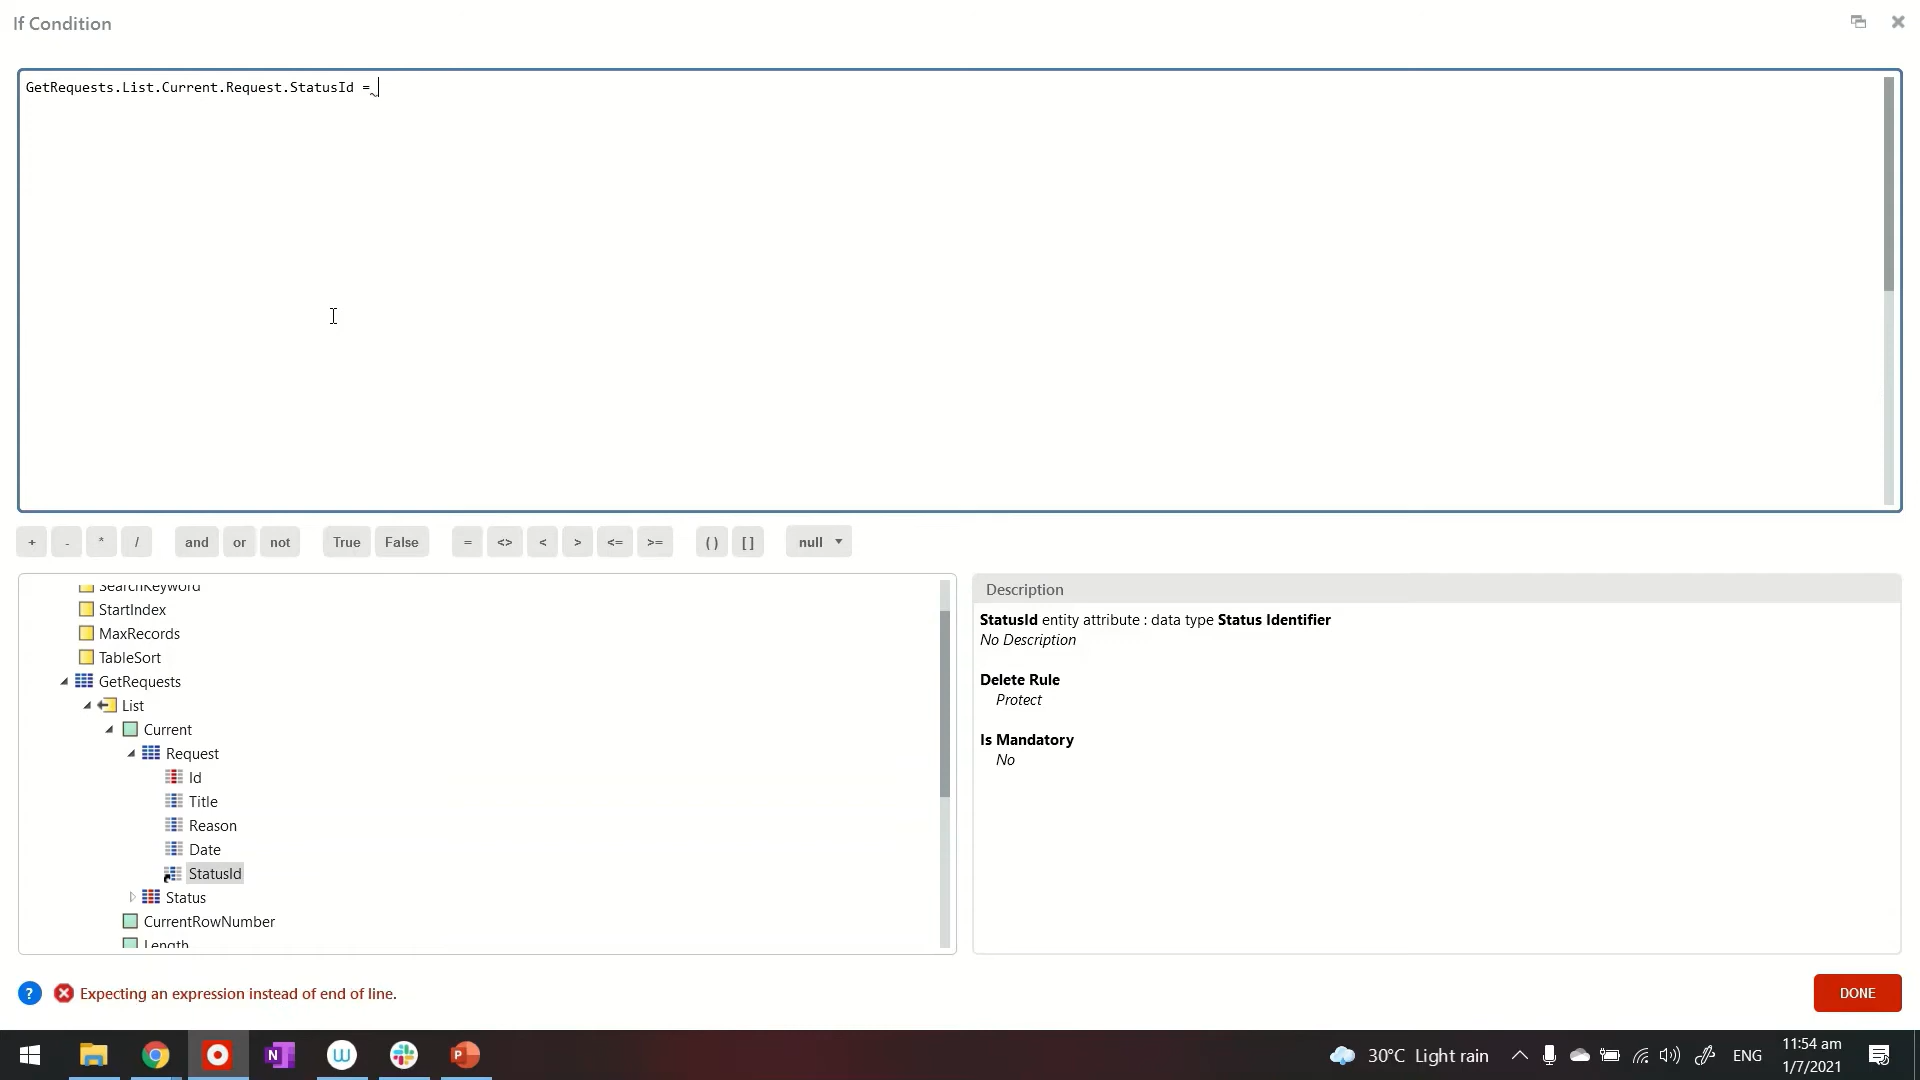 If Condition
GetRequests.List.Current.Request.StatusId =
+ - * / and or not True False = <> < > <= >= ( ) [ ] null
SearchKeyword
StartIndex
MaxRecords
TableSort
GetRequests
List
Current
Request
Id
Title
Reason
Date
StatusId
Status
CurrentRowNumber
Length
Description
StatusId entity attribute : data type Status Identifier
No Description
Delete Rule
Protect
Is Mandatory
No
? Expecting an expression instead of end of line.
DONE
30°C Light rain
ENG
11:54 am
1/7/2021